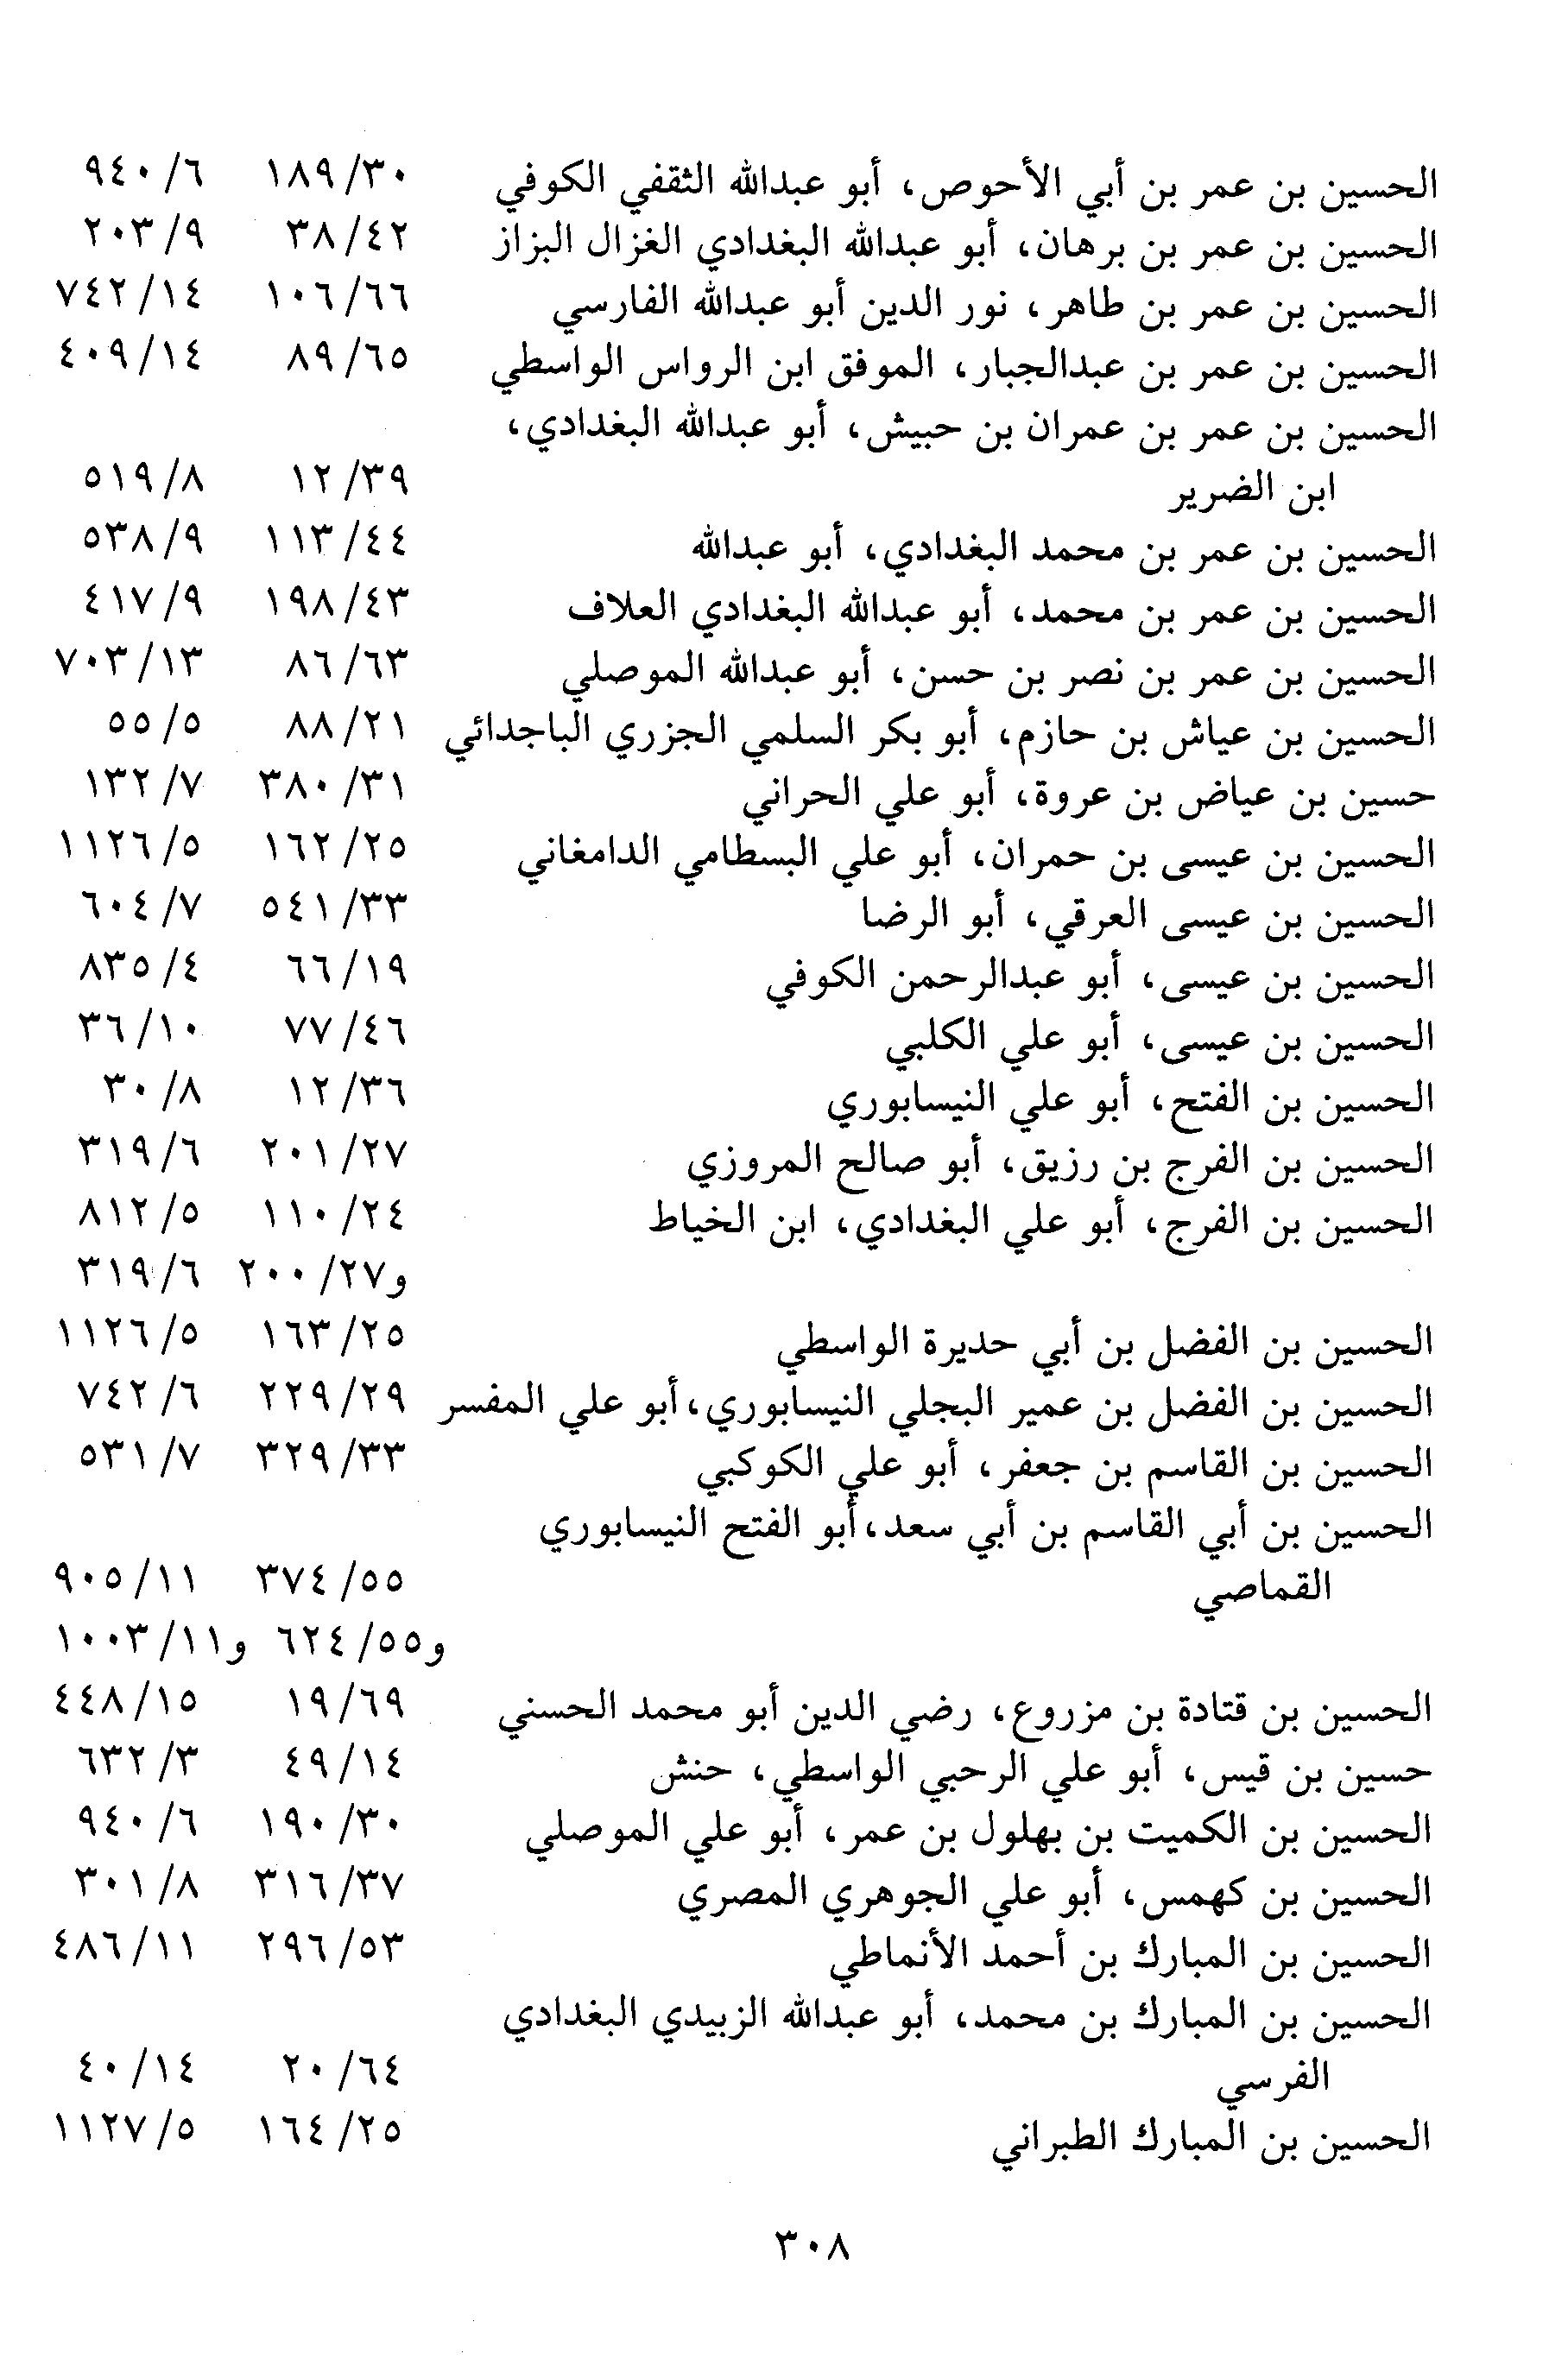 الحسين بن عمر بن أبي الأحوص، أبو عبدالله الثقفي الكوفي ١٨٩/٣٠ ٩٤٠/٦
الحسين بن عمر بن برهان، أبو عبدالله البغدادي الغزال البزاز ٣٨/٤٢ ٢٠٣/٩
الحسين بن عمر بن طاهر، نور الدين أبو عبدالله الفارسي ١٠٦/٦٦ ٧٤٢/١٤
الحسين بن عمر بن عبدالجبار، الموفق ابن الرواس الواسطي ٨٩/٦٥ ٤٠٩/١٤
الحسين بن عمر بن عمران بن حبيش، أبو عبدالله البغدادي،
ابن الضرير ١٢/٣٩ ٥١٩/٨
الحسين بن عمر بن محمد البغدادي، أبو عبدالله ١١٣/٤٤ ٥٣٨/٩
الحسين بن عمر بن محمد، أبو عبدالله البغدادي العلاف ١٩٨/٤٣ ٤١٧/٩
الحسين بن عمر بن نصر بن حسن، أبو عبدالله الموصلي ٨٦/٦٣ ٧٠٣/١٣
الحسين بن عياش بن حازم، أبو بكر السلمي الجزري الباجدائي ٨٨/٢١ ٥٥/٥
حسين بن عياض بن عروة، أبو علي الحراني ٣٨٠/٣١ ١٣٢/٧
الحسين بن عيسى بن حمران، أبو علي البسطامي الدامغاني ١٦٢/٢٥ ١١٢٦/٥
الحسين بن عيسى العرقي، أبو الرضا ٥٤١/٣٣ ٦٠٤/٧
الحسين بن عيسى، أبو عبدالرحمن الكوفي ٦٦/١٩ ٨٣٥/٤
الحسين بن عيسى، أبو علي الكلبي ٧٧/٤٦ ٣٦/١٠
الحسين بن الفتح، أبو علي النيسابوري ١٢/٣٦ ٣٠/٨
الحسين بن الفرج بن رزيق، أبو صالح المروزي ٢٠١/٢٧ ٣١٩/٦
الحسين بن الفرج، أبو علي البغدادي، ابن الخياط ١١٠/٢٤ ٨١٢/٥
و٢٠٠/٢٧ ٣١٩/٦
الحسين بن الفضل بن أبي حديرة الواسطي ١٦٣/٢٥ ١١٢٦/٥
الحسين بن الفضل بن عمير البجلي النيسابوري، أبو علي المفسر ٢٢٩/٢٩ ٧٤٢/٦
الحسين بن القاسم بن جعفر، أبو علي الكوكبي ٣٢٩/٣٣ ٥٣١/٧
الحسين بن أبي القاسم بن أبي سعد، أبو الفتح النيسابوري
القماصي ٣٧٤/٥٥ ٩٠٥/١١
و٦٢٤/٥٥ و١٠٠٣/١١
الحسين بن قتادة بن مزروع، رضي الدين أبو محمد الحسني ١٩/٦٩ ٤٤٨/١٥
حسين بن قيس، أبو علي الرحبي الواسطي، حنش ٤٩/١٤ ٦٣٢/٣
الحسين بن الكميت بن بهلول بن عمر، أبو علي الموصلي ١٩٠/٣٠ ٩٤٠/٦
الحسين بن كهمس، أبو علي الجوهري المصري ٣١٦/٣٧ ٣٠١/٨
الحسين بن المبارك بن أحمد الأنماطي ٢٩٦/٥٣ ٤٨٦/١١
الحسين بن المبارك بن محمد، أبو عبدالله الزبيدي البغدادي
الفرسي ٢٠/٦٤ ٤٠/١٤
الحسين بن المبارك الطبراني ١٦٤/٢٥ ١١٢٧/٥
٣٠٨